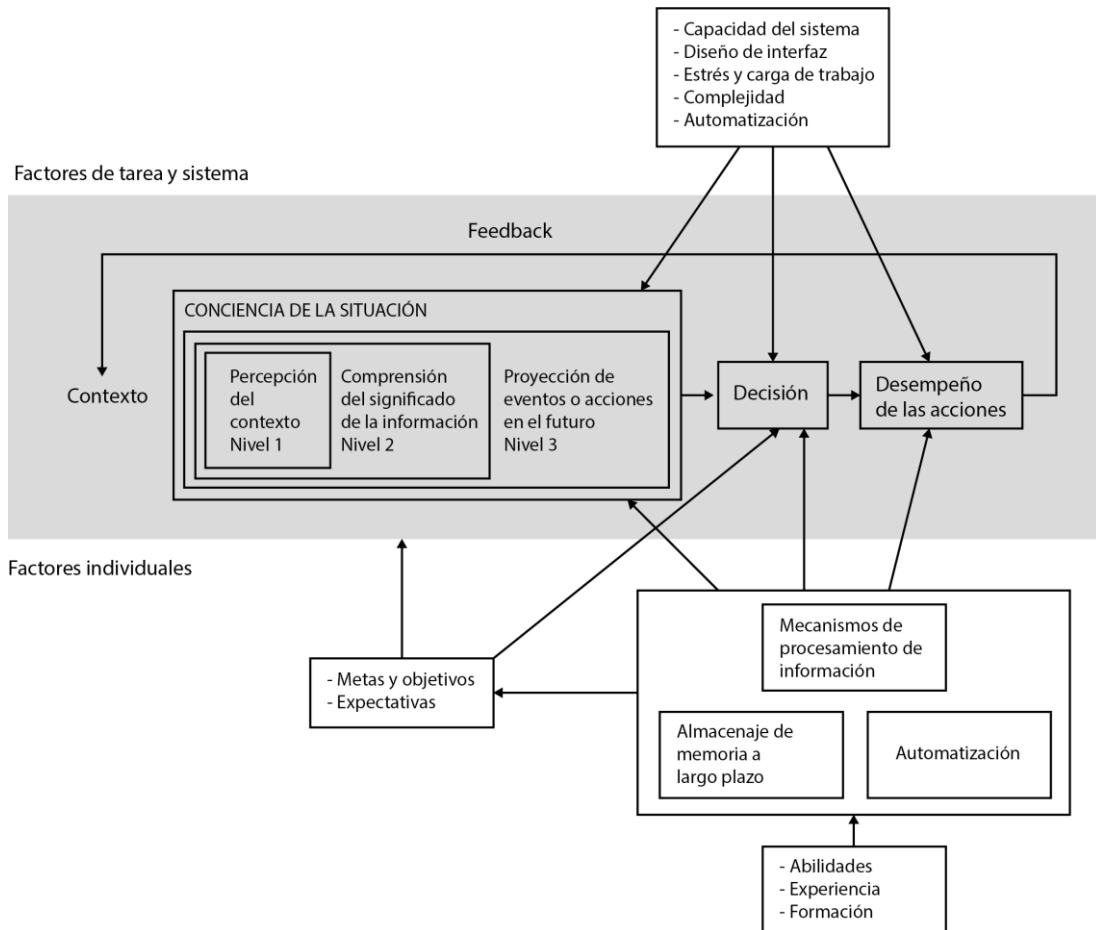 - Capacidad del sistema
- Diseño de interfaz
- Estrés y carga de trabajo
- Complejidad
- Automatización
Factores de tarea y sistema
Feedback
CONCIENCIA DE LA SITUACIÓN
Contexto
Percepción
del
contexto
Nivel 1
Comprensión
del significado
de la información
Nivel 2
Proyección de
eventos o acciones
en el futuro
Nivel 3
Decisión
Desempeño
de las acciones
Factores individuales
- Metas y objetivos
- Expectativas
Mecanismos de
procesamiento de
información
Almacenaje de
memoria a
largo plazo
Automatización
- Abilidades
- Experiencia
- Formación